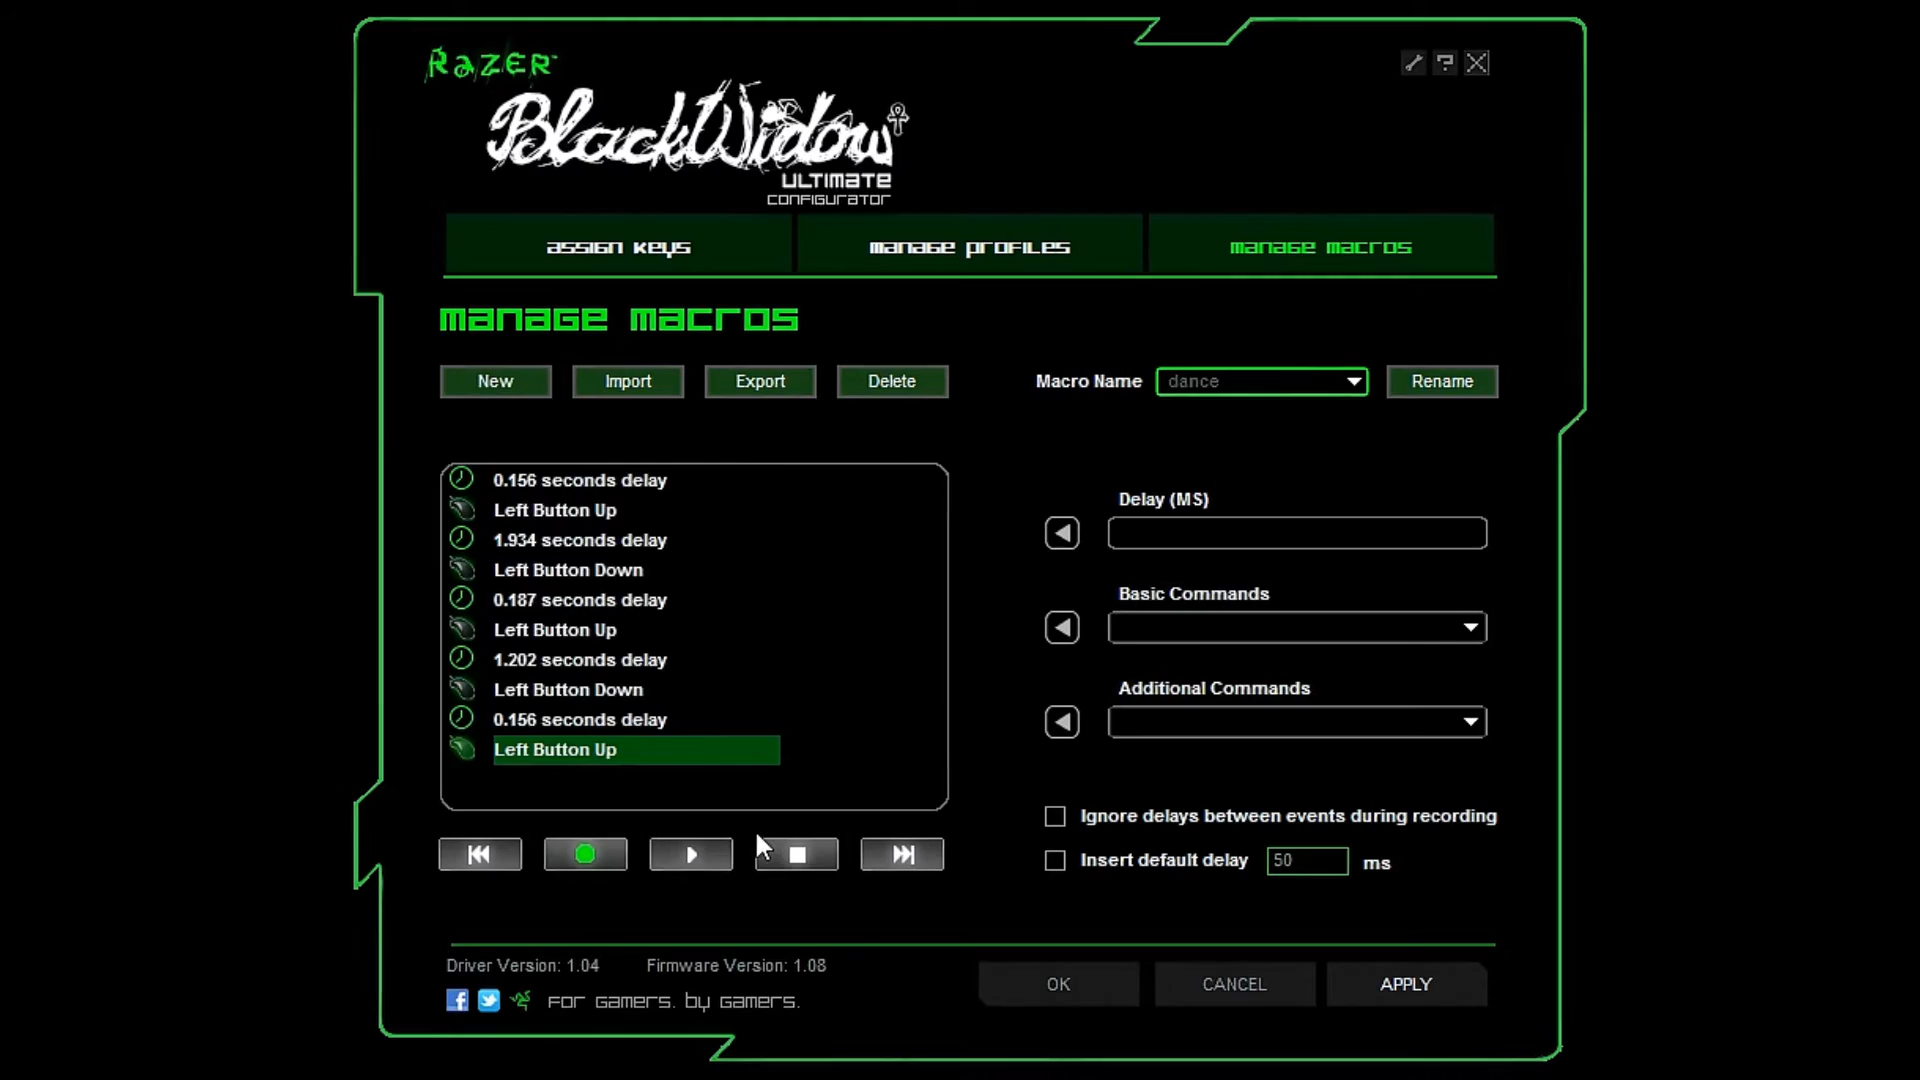 RAZER
BlackWidow
ULTIMATE
CONFIGURATOR
assign keys
manage profiles
manage macros
manage macros
New
Import
Export
Delete
Macro Name
dance
Rename
0.156 seconds delay
Left Button Up
1.934 seconds delay
Left Button Down
0.187 seconds delay
Left Button Up
1.202 seconds delay
Left Button Down
0.156 seconds delay
Left Button Up
Delay (MS)
Basic Commands
Additional Commands
Ignore delays between events during recording
Insert default delay 50 ms
Driver Version: 1.04
Firmware Version: 1.08
For Gamers. by Gamers.
OK
CANCEL
APPLY